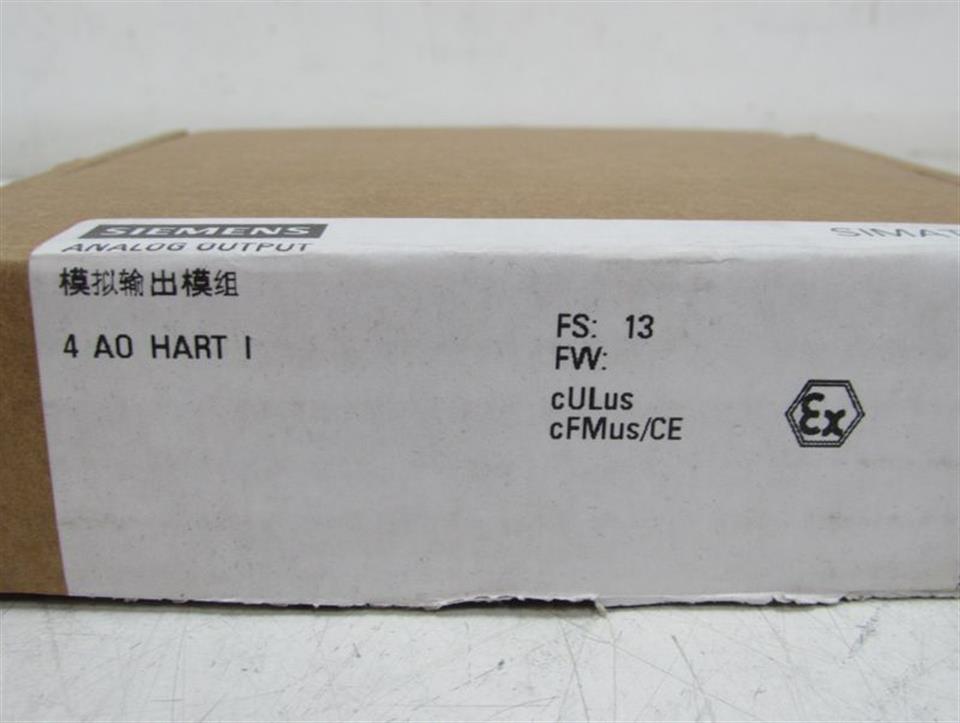 SIEMENS
ANALOG OUTPUT
SIMAT
模拟输出模组
4 AO HART I
FS: 13
FW:
cULus
cFMus/CE
Ex